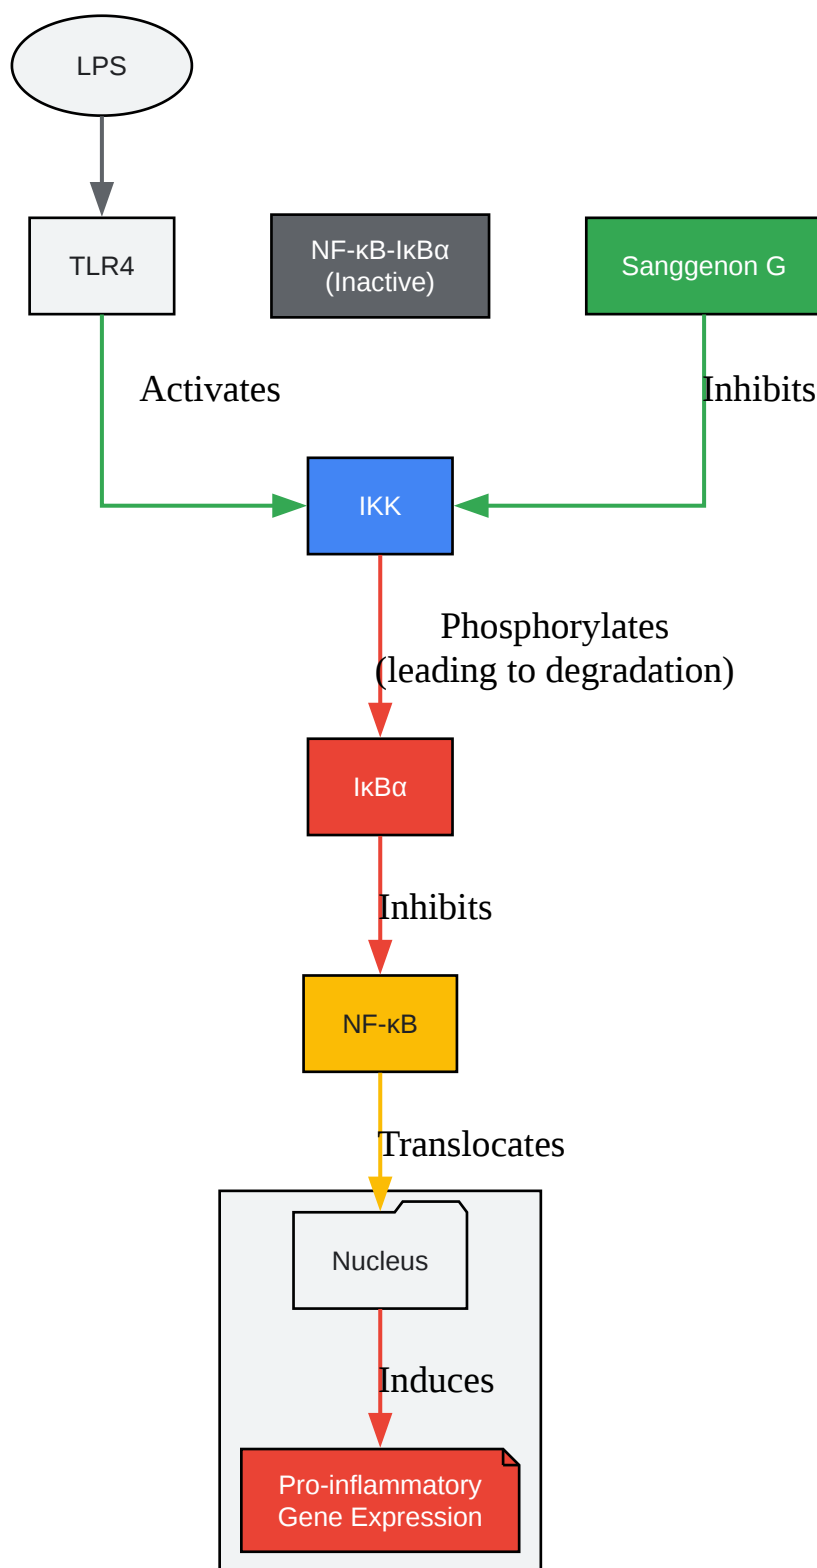 LPS
TLR4
NF-κB-IκBα
(Inactive)
Sanggenon G
Activates
Inhibits
IKK
Phosphorylates
(leading to degradation)
IκBα
Inhibits
NF-κB
Translocates
Nucleus
Induces
Pro-inflammatory
Gene Expression